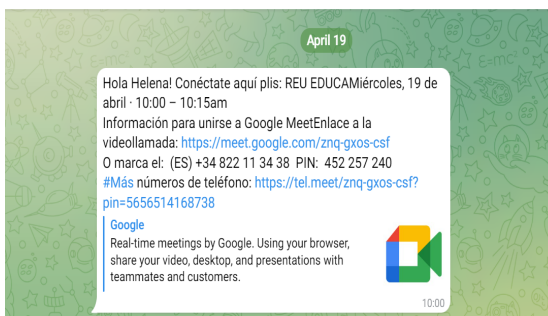 April 19
Hola Helena! Conéctate aquí plis: REU EDUCAMiércoles, 19 de
abril · 10:00 – 10:15am
Información para unirse a Google MeetEnlace a la
videollamada: https://meet.google.com/znq-gxos-csf
O marca el: (ES) +34 822 11 34 38 PIN: 452 257 240
#Más números de teléfono: https://tel.meet/znq-gxos-csf?
pin=5656514168738
Google
Real-time meetings by Google. Using your browser,
share your video, desktop, and presentations with
teammates and customers.
10:00